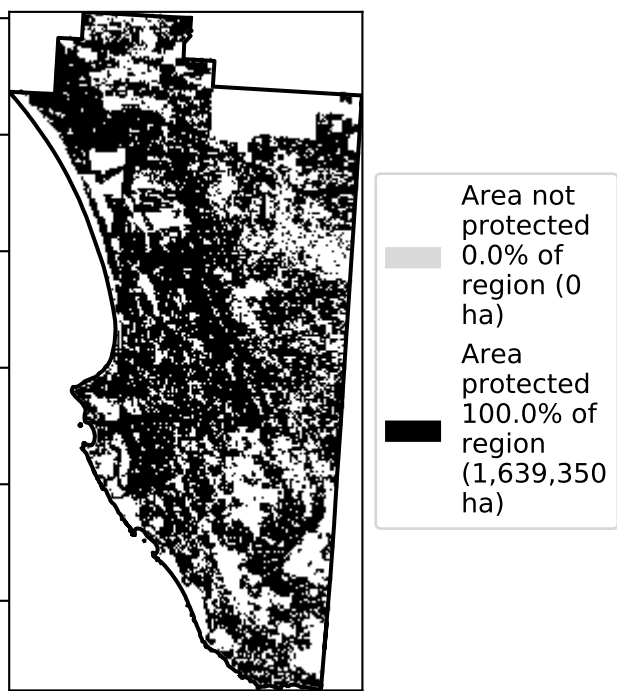 Area not
protected
0.0% of
region (0
ha)
Area
protected
100.0% of
region
(1,639,350
ha)